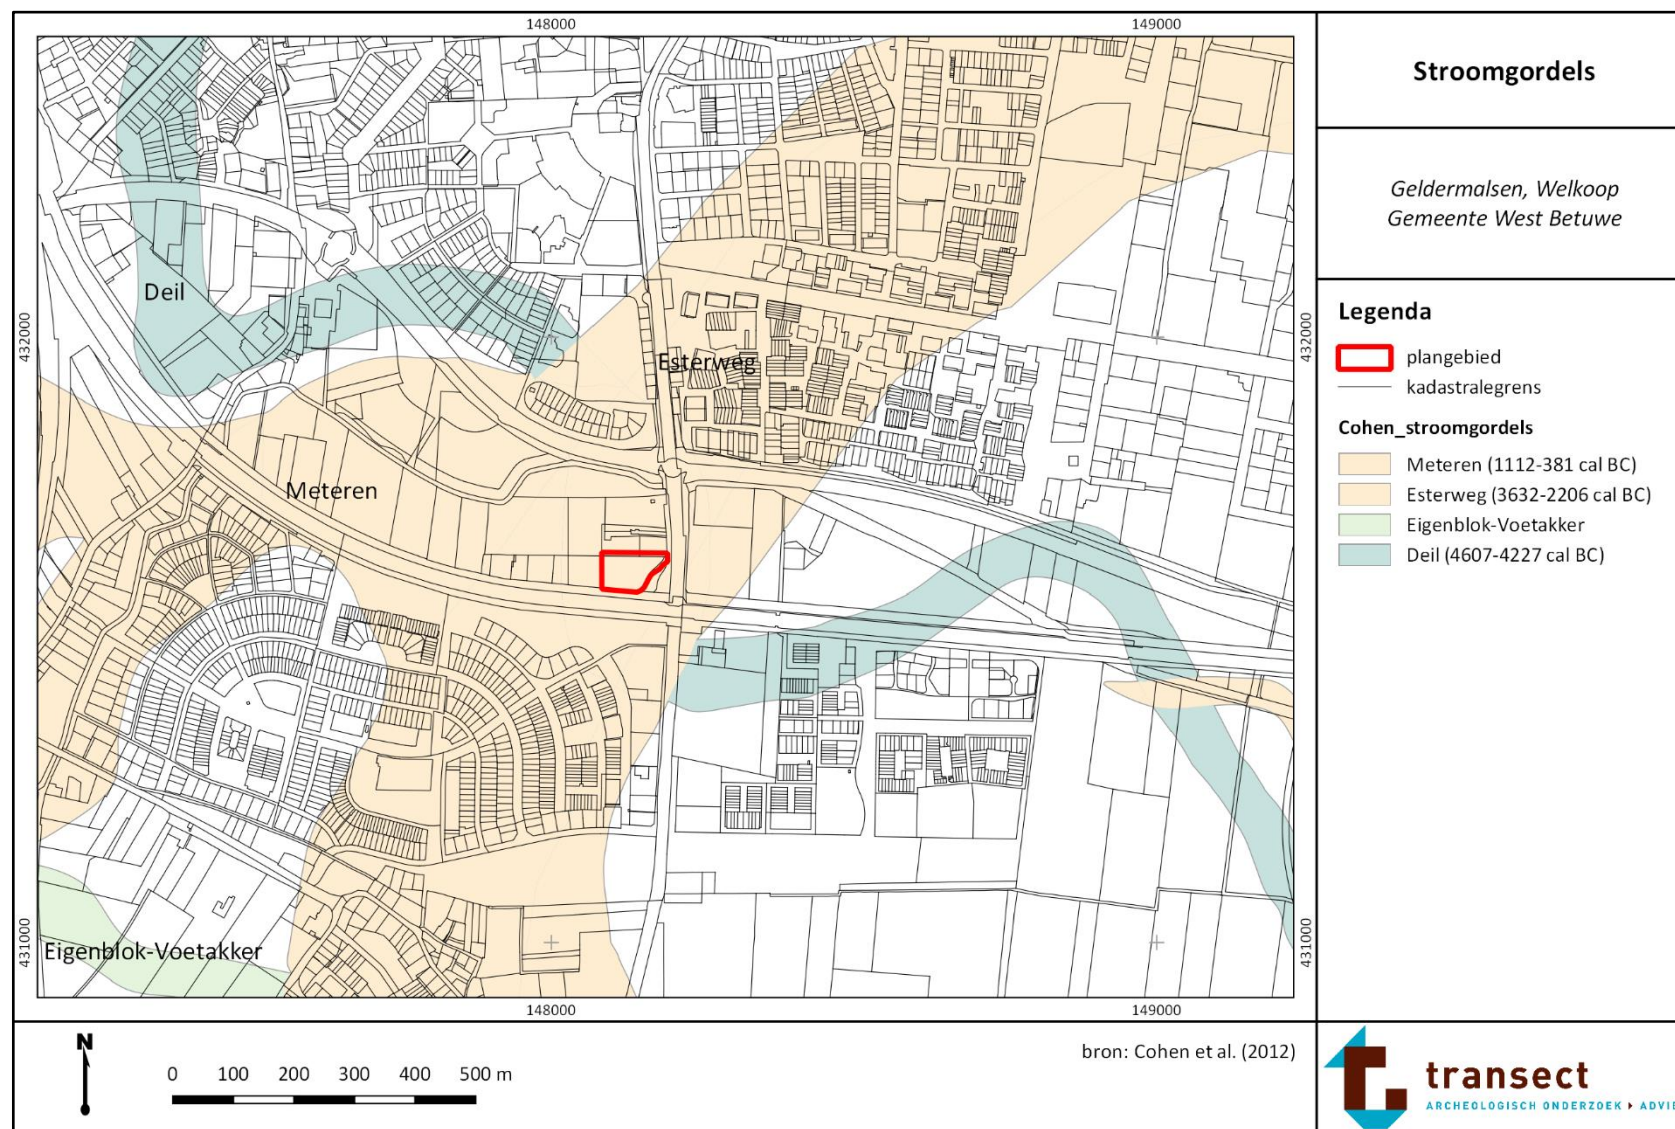 148000
149000
Stroomgordels
Geldermalsen, Welkoop
Gemeente West Betuwe
Deil
432000
432000
Esterweg
Meteren
Eigenblok-Voetakker
431000
431000
148000
149000
Legenda
plangebied
kadastralegrens
Cohen_stroomgordels
Meteren (1112-381 cal BC)
Esterweg (3632-2206 cal BC)
Eigenblok-Voetakker
Deil (4607-4227 cal BC)
N
0 100 200 300 400 500 m
bron: Cohen et al. (2012)
transect
ARCHEOLOGISCH ONDERZOEK ▸ ADVIE